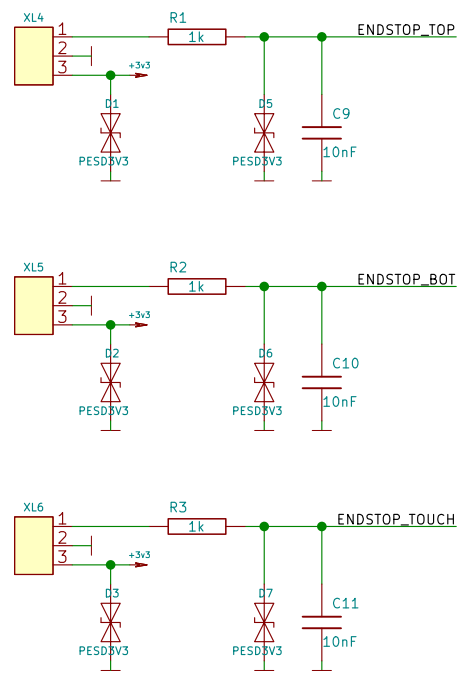 XL4
R1
1
1k
ENDSTOP_TOP
2
3
+3v3
D1
D5
C9
PESD3V3
PESD3V3
10nF
XL5
R2
1
1k
ENDSTOP_BOT
2
3
+3v3
D2
D6
C10
PESD3V3
PESD3V3
10nF
XL6
R3
1
1k
ENDSTOP_TOUCH
2
3
+3v3
D3
D7
C11
PESD3V3
PESD3V3
10nF